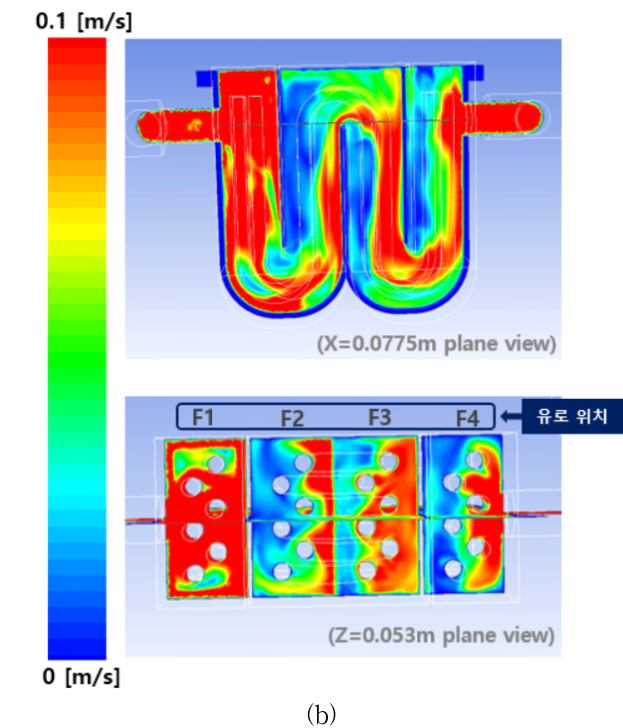 0.1 [m/s]
(X=0.0775m plane view)
F1 F2 F3 F4
유로 위치
(Z=0.053m plane view)
0 [m/s]
(b)